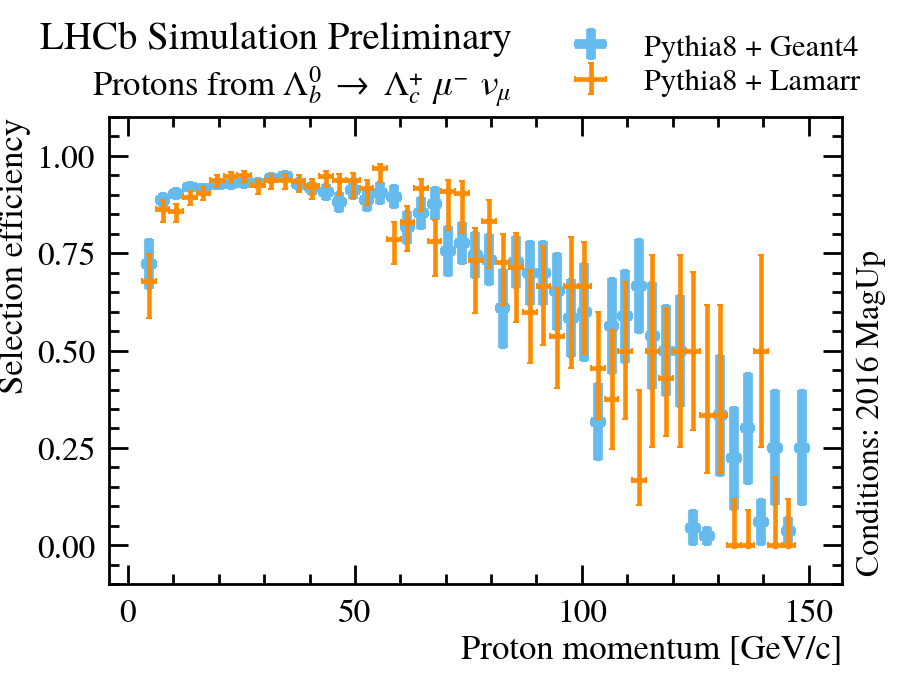 LHCb Simulation Preliminary
Protons from Λ_b^0 → Λ_c^+ μ^− ν_μ
Pythia8 + Geant4
Pythia8 + Lamarr
Selection efficiency
1.00
0.75
0.50
0.25
0.00
0 50 100 150
Proton momentum [GeV/c]
Conditions: 2016 MagUp